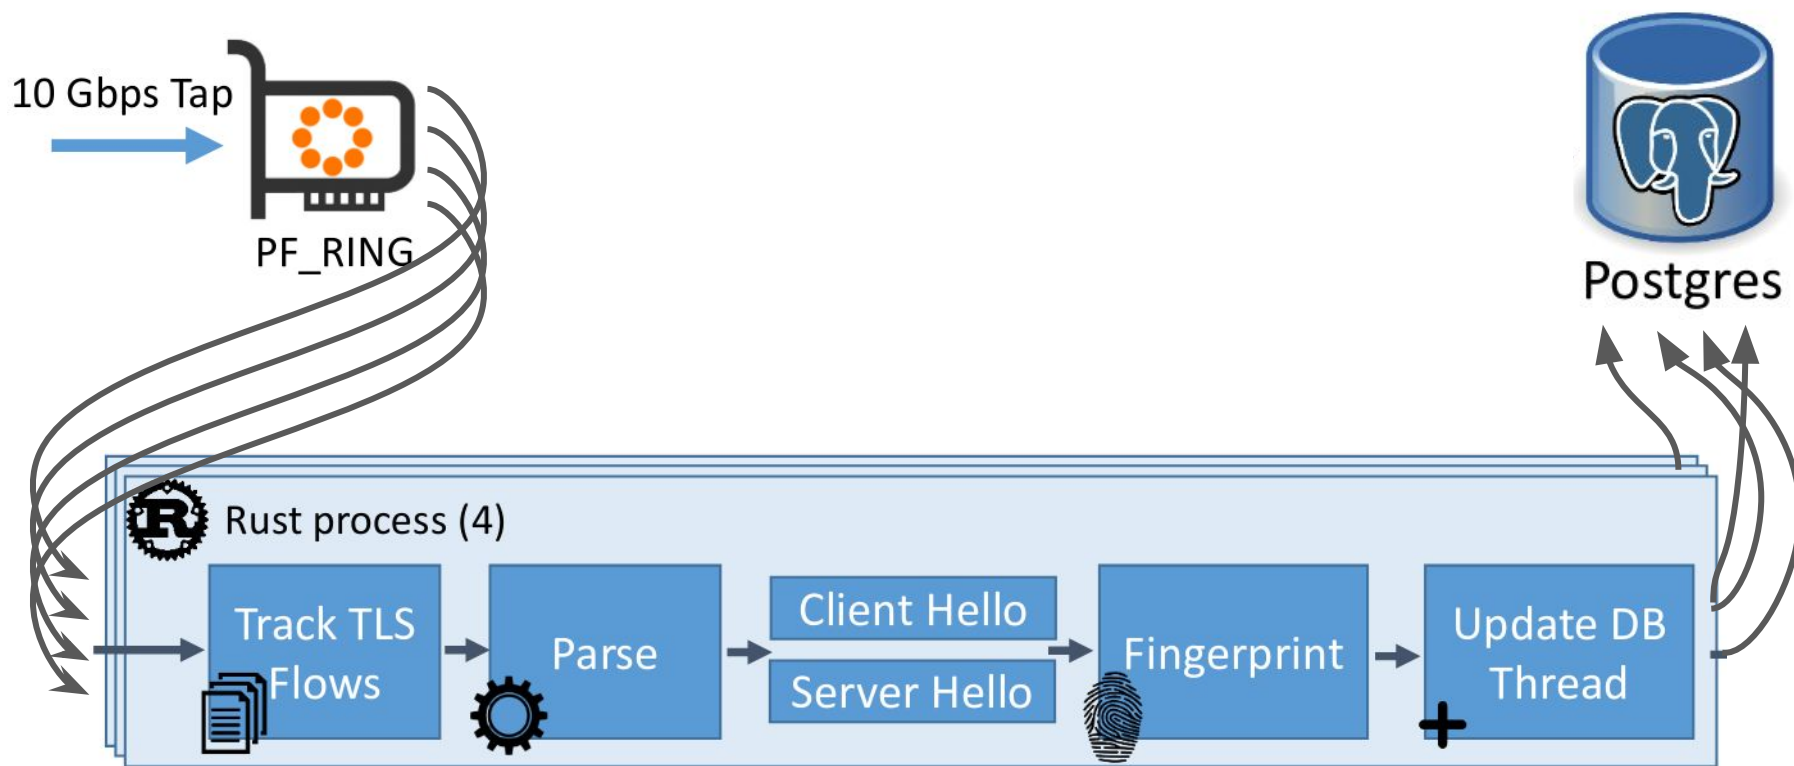 10 Gbps Tap
PF_RING
Postgres
R
Rust process (4)
Track TLS
Flows
Parse
Client Hello
Server Hello
Fingerprint
Update DB
Thread